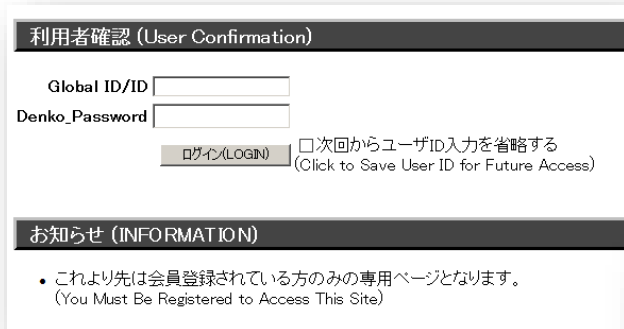 利用者確認 (User Confirmation)
Global ID/ID
Denko_Password
ログイン(LOGIN)
次回からユーザID入力を省略する
(Click to Save User ID for Future Access)
お知らせ (INFORMATION)
• これより先は会員登録されている方のみの専用ページとなります。
(You Must Be Registered to Access This Site)